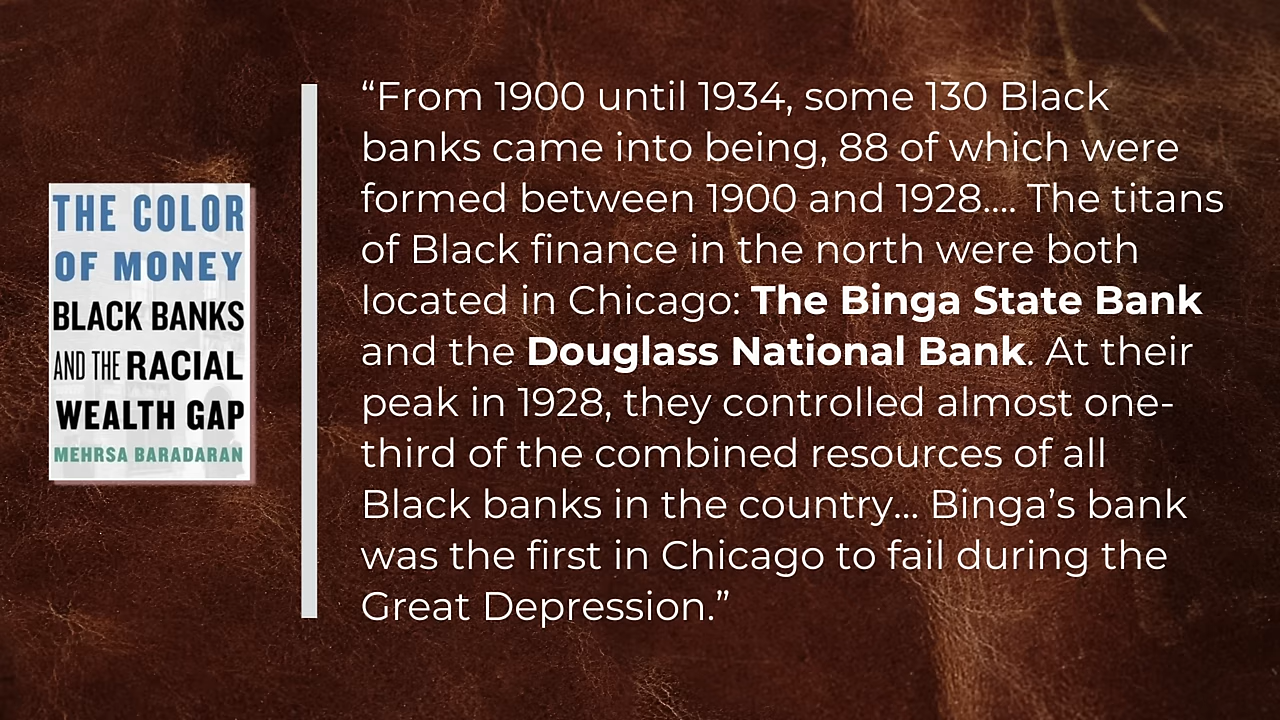 THE COLOR
OF MONEY
BLACK BANKS
AND THE RACIAL
WEALTH GAP
MEHRSA BARADARAN
“From 1900 until 1934, some 130 Black
banks came into being, 88 of which were
formed between 1900 and 1928.... The titans
of Black finance in the north were both
located in Chicago: The Binga State Bank
and the Douglass National Bank. At their
peak in 1928, they controlled almost one-
third of the combined resources of all
Black banks in the country... Binga’s bank
was the first in Chicago to fail during the
Great Depression.”